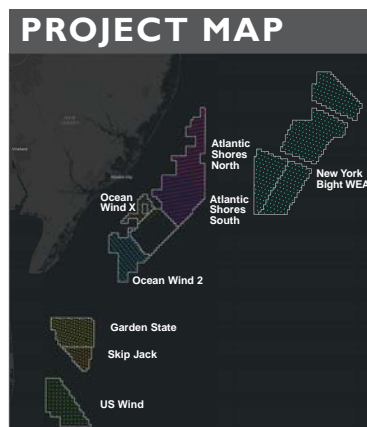 PROJECT MAP
Atlantic
Shores
North
New York
Bight WEA
Ocean
Wind X
Atlantic
Shores
South
Ocean Wind 2
Garden State
Skip Jack
US Wind